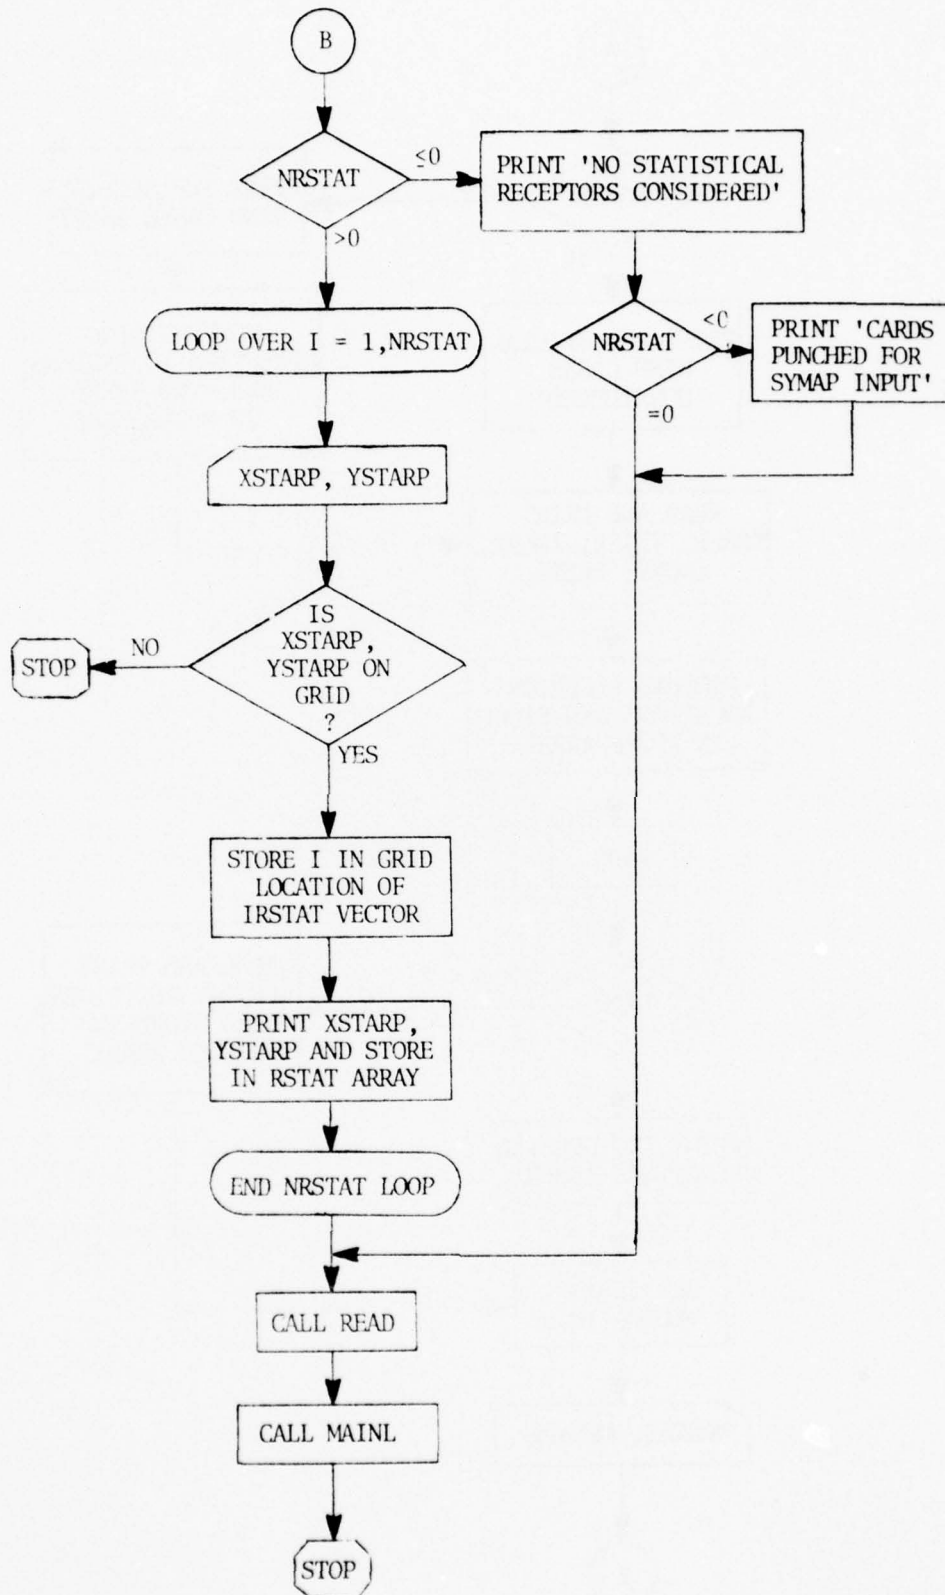 B
NRSTAT
≤0
>0
PRINT 'NO STATISTICAL
RECEPTORS CONSIDERED'
NRSTAT
<0
=0
PRINT 'CARDS
PUNCHED FOR
SYMAP INPUT'
LOOP OVER I = 1,NRSTAT
XSTARP, YSTARP
IS
XSTARP,
YSTARP ON
GRID
?
NO
STOP
YES
STORE I IN GRID
LOCATION OF
IRSTAT VECTOR
PRINT XSTARP,
YSTARP AND STORE
IN RSTAT ARRAY
END NRSTAT LOOP
CALL READ
CALL MAINL
STOP